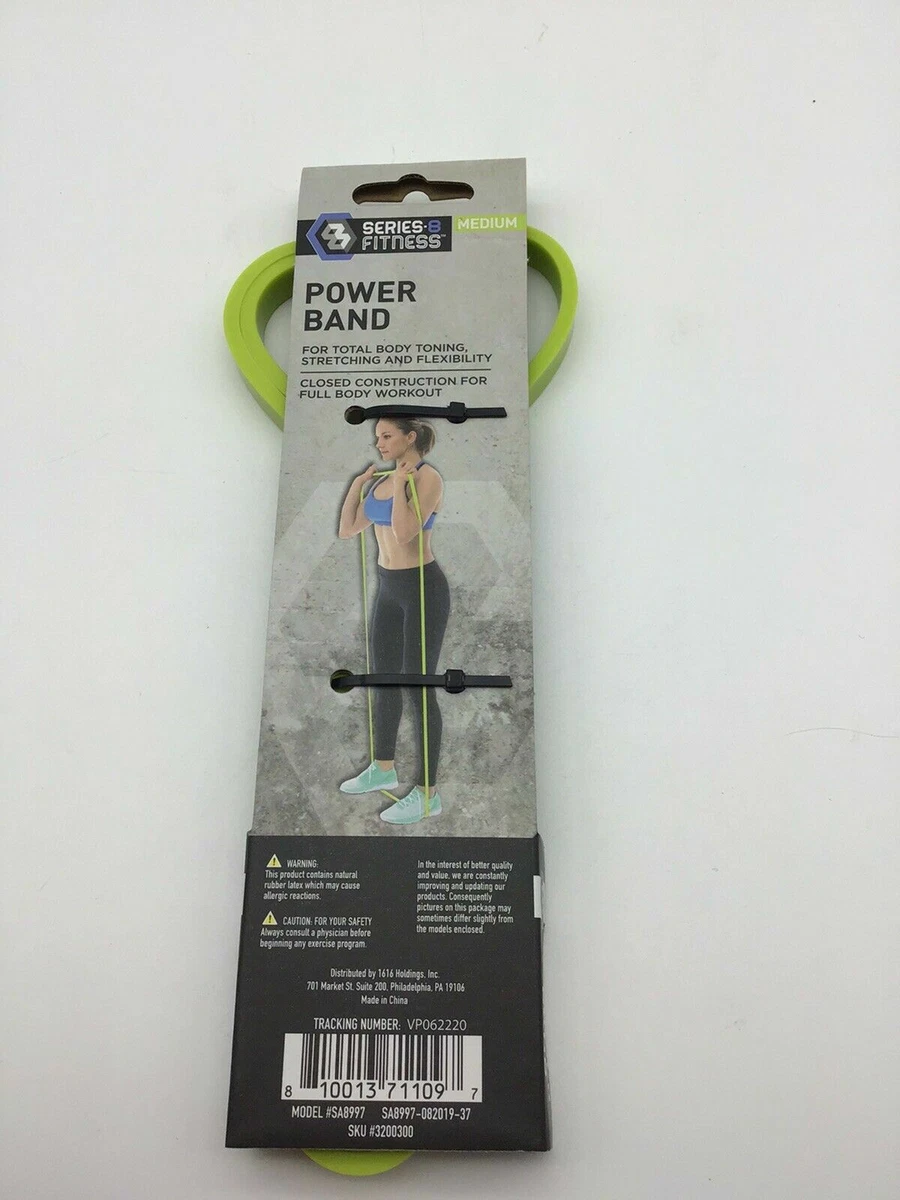 SERIES-8
FITNESS™
MEDIUM
POWER
BAND
FOR TOTAL BODY TONING,
STRETCHING AND FLEXIBILITY
CLOSED CONSTRUCTION FOR
FULL BODY WORKOUT
WARNING:
This product contains natural
rubber latex which may cause
allergic reactions.
CAUTION: FOR YOUR SAFETY
Always consult a physician before
beginning any exercise program.
In the interest of better quality
and value, we are constantly
improving and updating our
products. Consequently
pictures on this package may
sometimes differ slightly from
the models enclosed.
Distributed by 1616 Holdings, Inc.
701 Market St. Suite 200, Philadelphia, PA 19106
Made in China
TRACKING NUMBER: VP062220
8 10013 71109 7
MODEL #SA8997 SA8997-082019-37
SKU #3200300